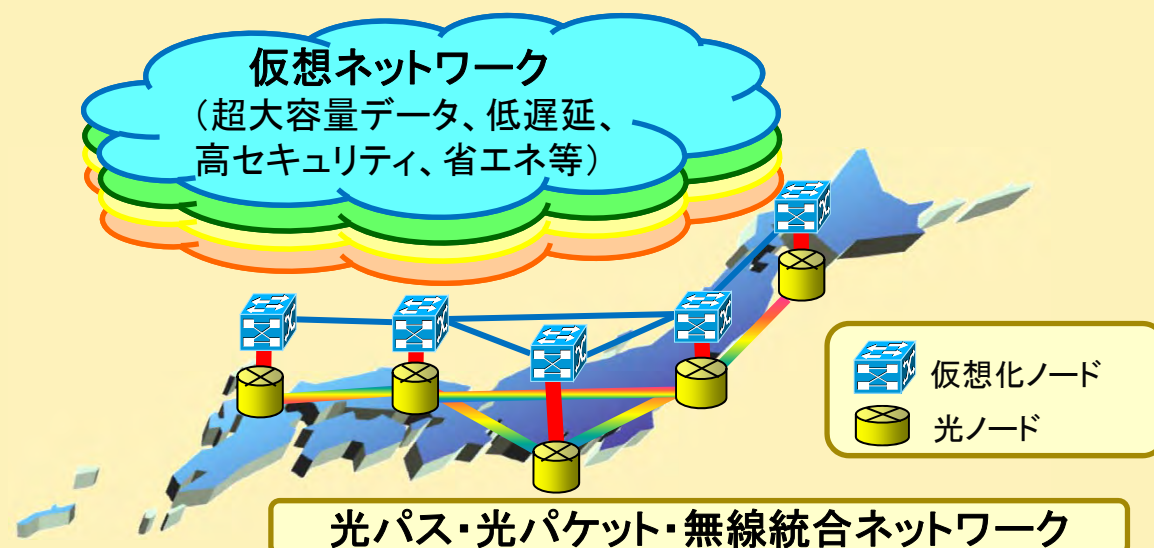 仮想ネットワーク
（超大容量データ、低遅延、
高セキュリティ、省エネ等）
仮想化ノード
光ノード
光パス・光パケット・無線統合ネットワーク